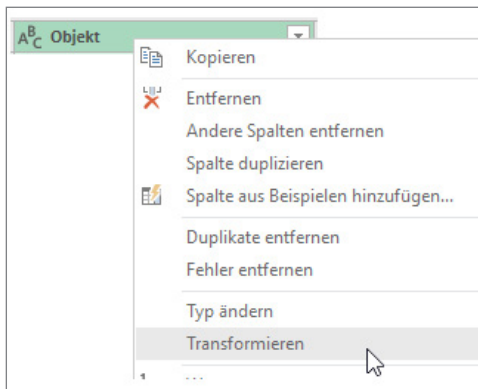 ABC Objekt
Kopieren
Entfernen
Andere Spalten entfernen
Spalte duplizieren
Spalte aus Beispielen hinzufügen...
Duplikate entfernen
Fehler entfernen
Typ ändern
Transformieren